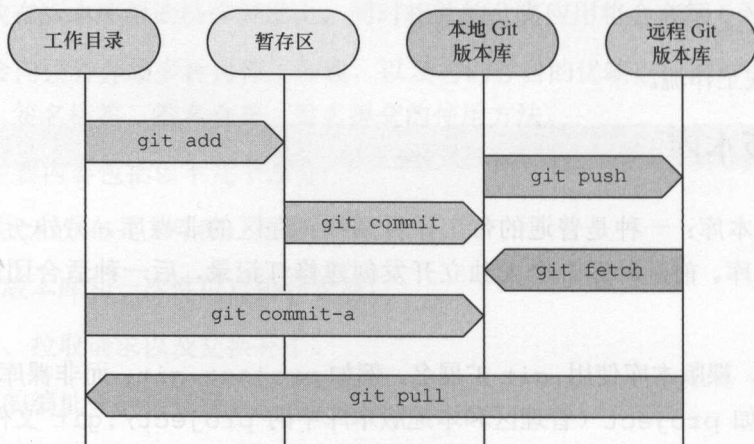 工作目录
暂存区
本地 Git
版本库
远程 Git
版本库
git add
git push
git commit
git fetch
git commit-a
git pull